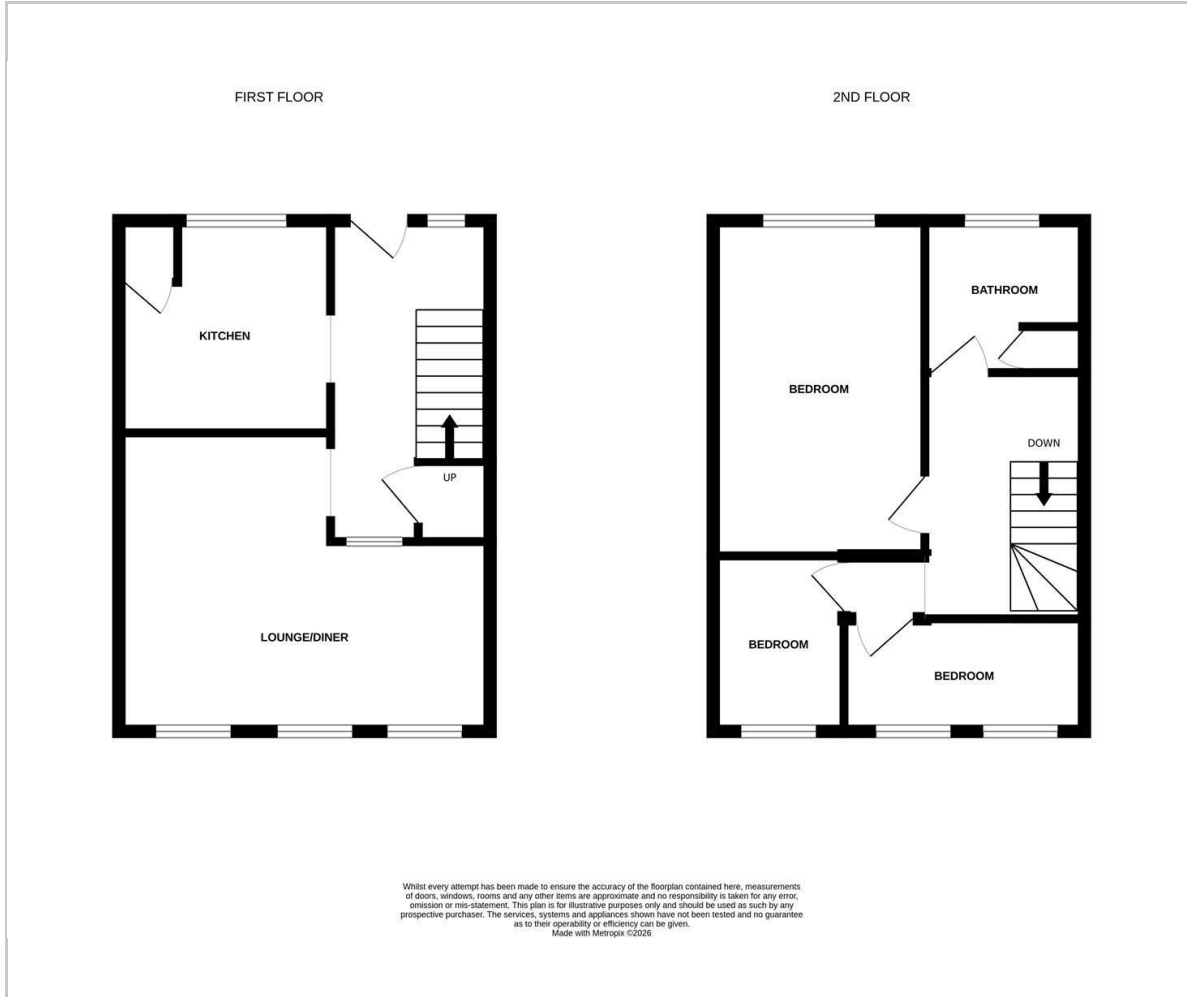 FIRST FLOOR
2ND FLOOR
KITCHEN
UP
LOUNGE/DINER
BATHROOM
BEDROOM
DOWN
BEDROOM
BEDROOM
Whilst every attempt has been made to ensure the accuracy of the floorplan contained here, measurements
of doors, windows, rooms and any other items are approximate and no responsibility is taken for any error,
omission or mis-statement. This plan is for illustrative purposes only and should be used as such by any
prospective purchaser. The services, systems and appliances shown have not been tested and no guarantee
as to their operability or efficiency can be given.
Made with Metropix ©2026